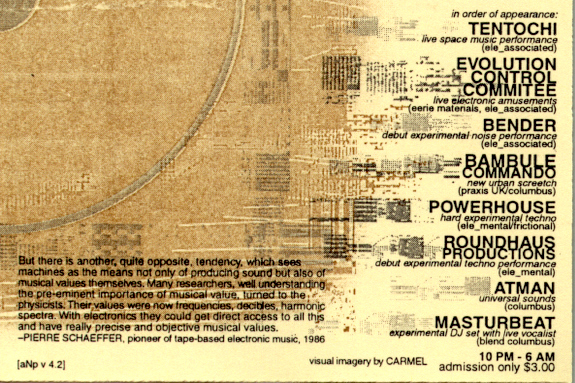 in order of appearance:
TENTOCHI
live space music performance
(ele_associated)
EVOLUTION
CONTROL
COMMITEE
live electronic amusements
(eerie materials, ele_associated)
BENDER
debut experimental noise performance
(ele_associated)
BAMBULE
COMMANDO
new urban screetch
(praxis UK/columbus)
POWERHOUSE
hard experimental techno
(ele_mental/frictional)
ROUNDHAUS
PRODUCTIONS
debut experimental techno performance
(ele_mental)
ATMAN
universal sounds
(columbus)
MASTURBEAT
experimental DJ set with live vocalist
(blend columbus)
10 PM - 6 AM
admission only $3.00
But there is another, quite opposite, tendency, which sees
machines as the means not only of producing sound but also of
musical values themselves. Many researchers, well understanding
the pre-eminent importance of musical value, turned to the
physicists. Their values were now frequencies, decibles, harmonic
spectra. With electronics they could get direct access to all this
and have really precise and objective musical values.
–PIERRE SCHAEFFER, pioneer of tape-based electronic music, 1986
[aNp v 4.2]
visual imagery by CARMEL